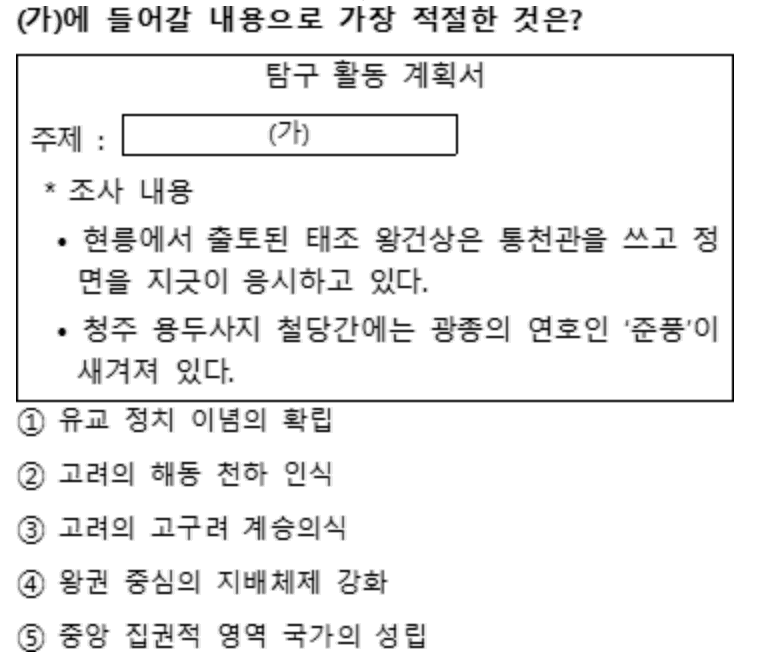 (가)에 들어갈 내용으로 가장 적절한 것은?
탐구 활동 계획서
주제 : (가)
* 조사 내용
• 현릉에서 출토된 태조 왕건상은 통천관을 쓰고 정
면을 지긋이 응시하고 있다.
• 청주 용두사지 철당간에는 광종의 연호인 ‘준풍’이
새겨져 있다.
① 유교 정치 이념의 확립
② 고려의 해동 천하 인식
③ 고려의 고구려 계승의식
④ 왕권 중심의 지배체제 강화
⑤ 중앙 집권적 영역 국가의 성립